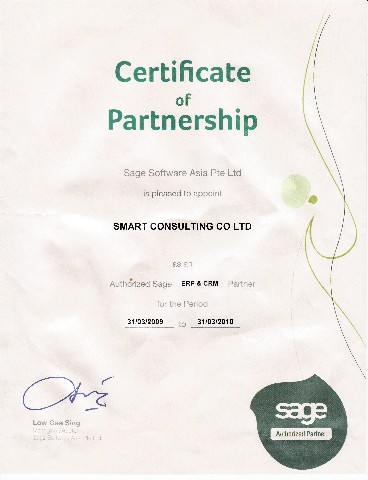 Certificate
of
Partnership
Sage Software Asia Pte Ltd
is pleased to appoint
SMART CONSULTING CO LTD
as an
Authorized Sage ERP & CRM Partner
for the Period
31/03/2009 to 31/03/2010
Low Gaw Sing
Sage Software Asia Pte Ltd
sage
Authorized Partner